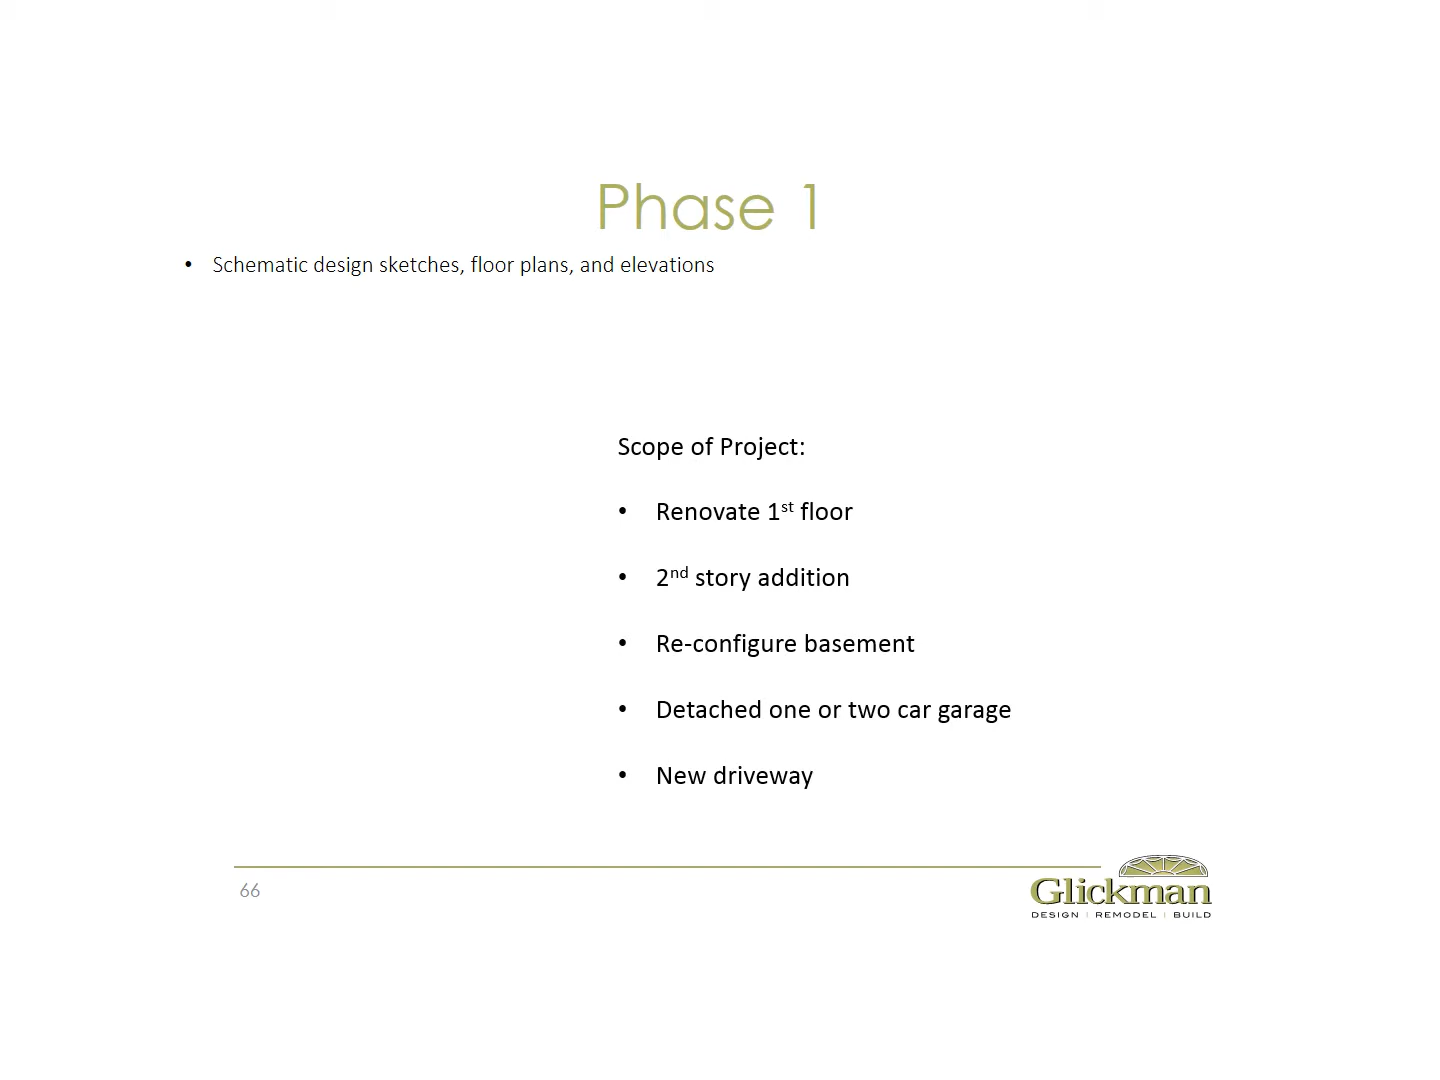 Phase 1
• Schematic design sketches, floor plans, and elevations
Scope of Project:
• Renovate 1st floor
• 2nd story addition
• Re-configure basement
• Detached one or two car garage
• New driveway
66
Glickman
DESIGN | REMODEL | BUILD